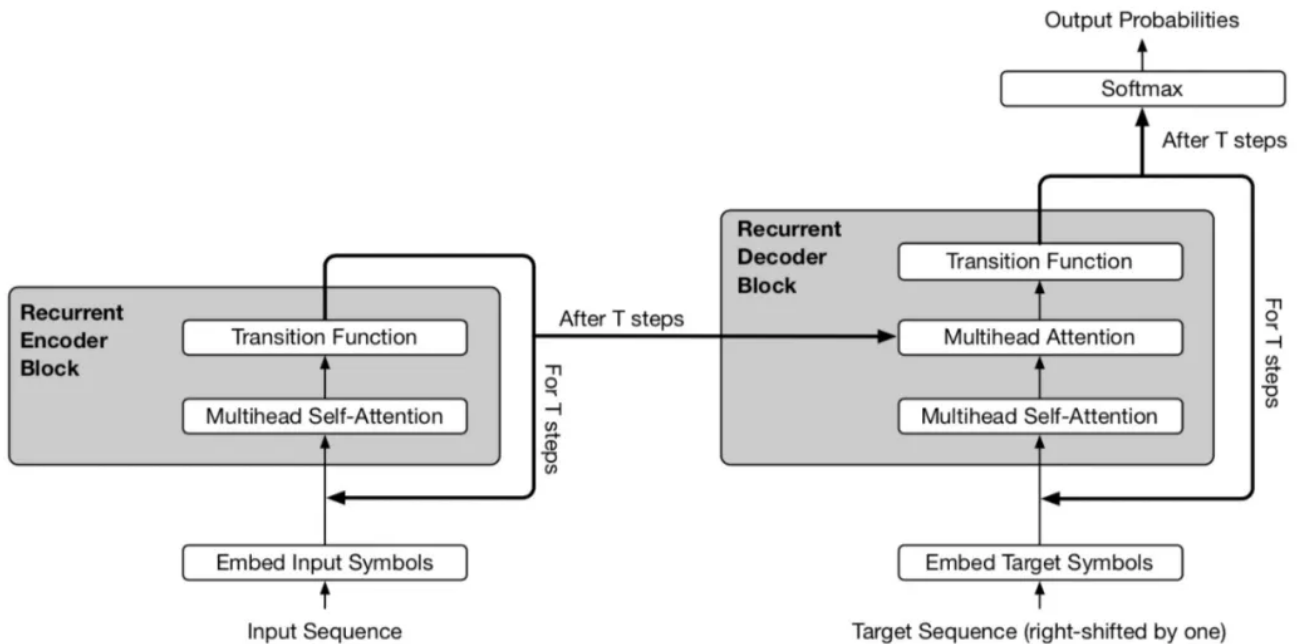 Output Probabilities
Softmax
After T steps
Recurrent
Decoder
Block
Transition Function
Multihead Attention
Multihead Self-Attention
For T steps
Embed Target Symbols
Target Sequence (right-shifted by one)
After T steps
Recurrent
Encoder
Block
Transition Function
Multihead Self-Attention
For T steps
Embed Input Symbols
Input Sequence